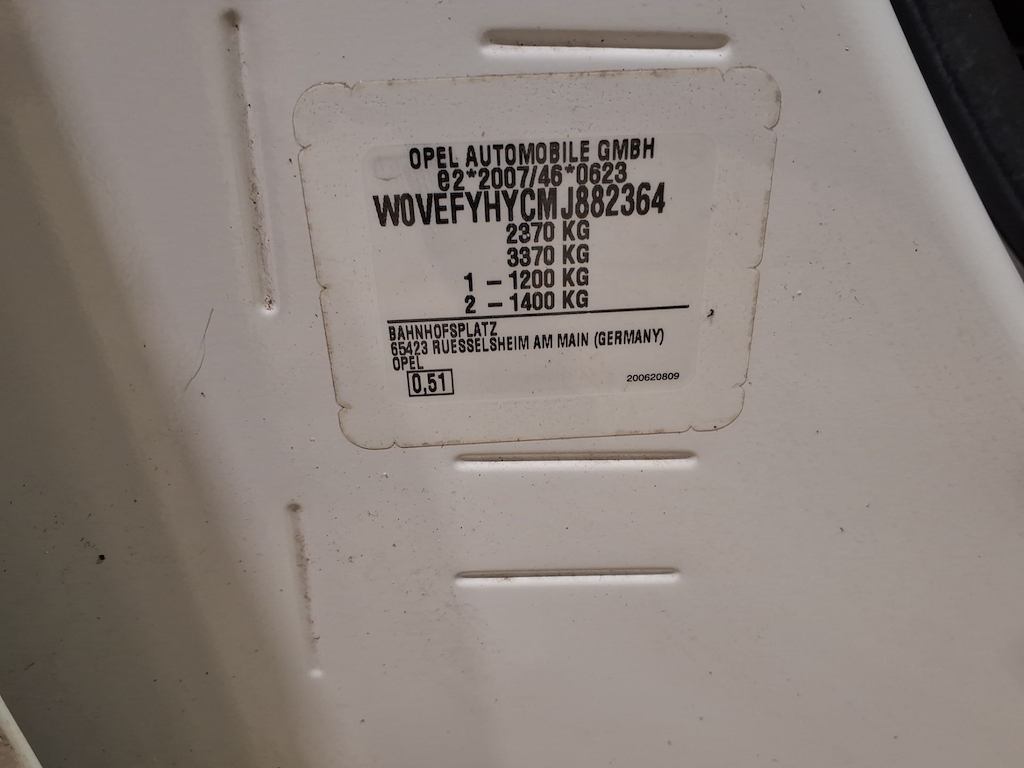 OPEL AUTOMOBILE GMBH
e2*2007/46*0623
W0VEFYHYCMJ882364
2370 KG
3370 KG
1 – 1200 KG
2 – 1400 KG
BAHNHOFSPLATZ
65423 RUESSELSHEIM AM MAIN (GERMANY)
OPEL
0,51
200620809